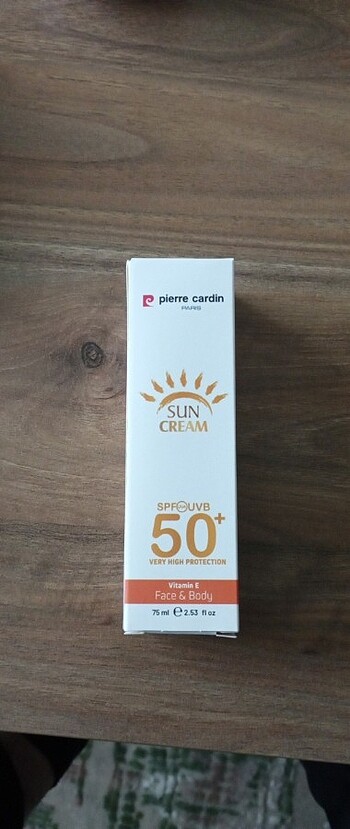 pierre cardin
PARIS
SUN
CREAM
SPF UVB
50+
VERY HIGH PROTECTION
Vitamin E
Face & Body
75 ml ℮ 2.53 fl oz